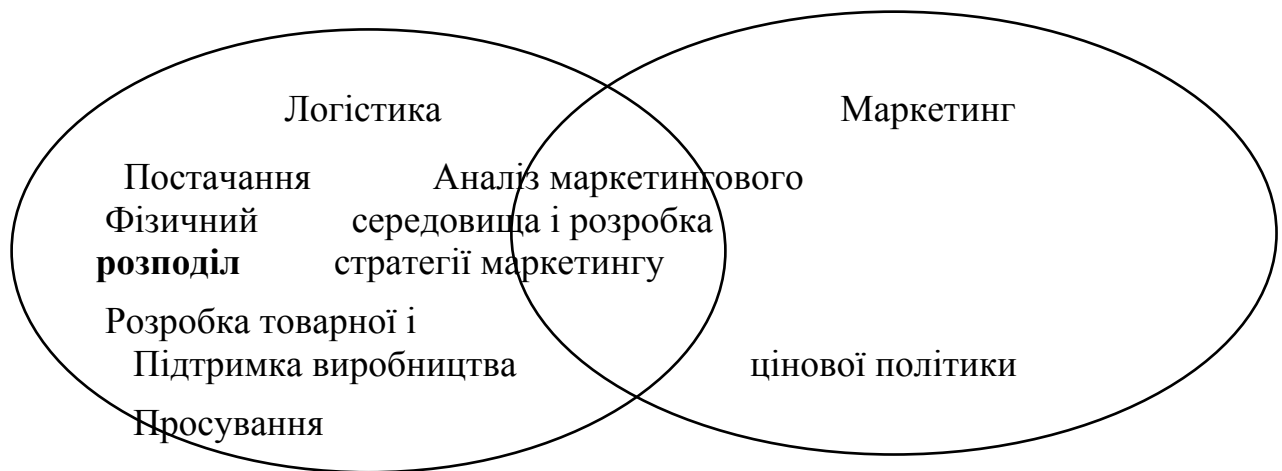 Логістика Маркетинг
Постачання Аналіз маркетингового
Фізичний середовища і розробка
розподіл стратегії маркетингу
Розробка товарної і
Підтримка виробництва цінової політики
Просування